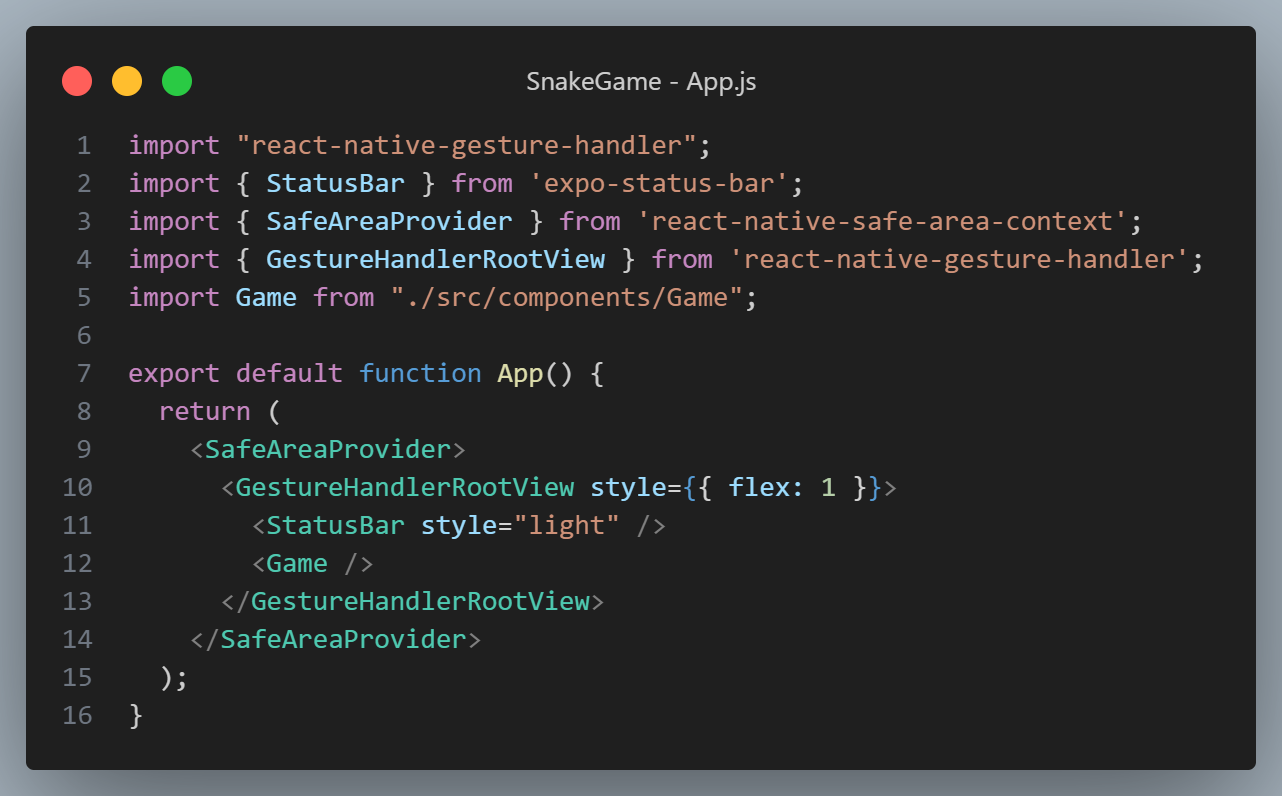 SnakeGame - App.js
1 import "react-native-gesture-handler";
2 import { StatusBar } from 'expo-status-bar';
3 import { SafeAreaProvider } from 'react-native-safe-area-context';
4 import { GestureHandlerRootView } from 'react-native-gesture-handler';
5 import Game from "./src/components/Game";
6
7 export default function App() {
8   return (
9     <SafeAreaProvider>
10       <GestureHandlerRootView style={{ flex: 1 }}>
11         <StatusBar style="light" />
12         <Game />
13       </GestureHandlerRootView>
14     </SafeAreaProvider>
15   );
16 }